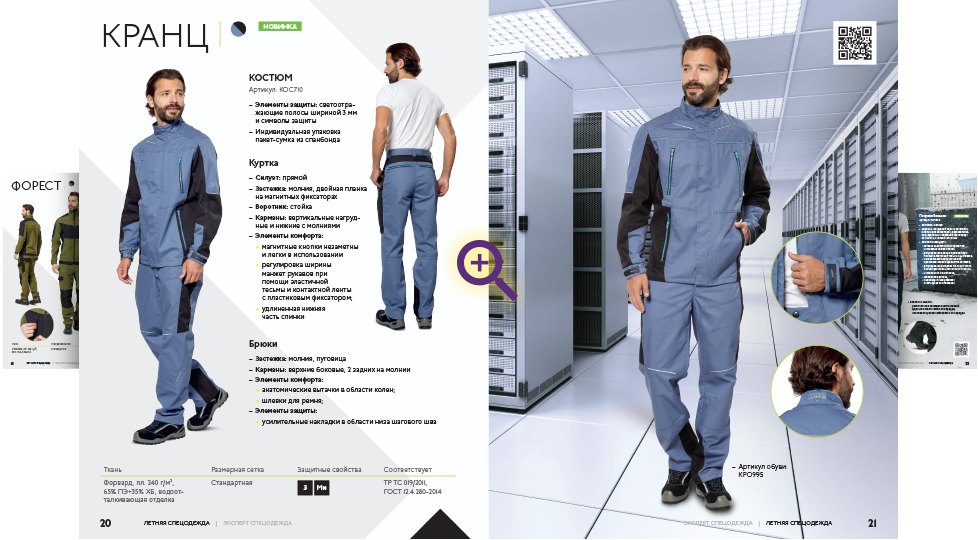 КРАНЦ
НОВИНКА
КОСТЮМ
Артикул: КОС710
– Элементы защиты: светоотра-
жающие полосы шириной 3 мм
и символы защиты
– Индивидуальная упаковка
пакет-сумка из спанбонда
Куртка
– Силуэт: прямой
– Застежка: молния, двойная планка
на магнитных фиксаторах
– Воротник: стойка
– Карманы: вертикальные нагруд-
ные и нижние с молниями
– Элементы комфорта:
магнитные кнопки незаметны
и легки в использовании
регулировка ширины
манжет рукавов при
помощи эластичной
тесьмы и контактной ленты
с пластиковым фиксатором;
удлиненная нижняя
часть спинки
Брюки
– Застежка: молния, пуговица
– Карманы: верхние боковые, 2 задних на молнии
– Элементы комфорта:
анатомические вытачки в области колен;
шлевки для ремня;
– Элементы защиты:
усилительные накладки в области низа шагового шва
Ткань
Форвард, пл. 240 г/м²,
65% ПЭ+35% ХБ, водоот-
талкивающая отделка
Размерная сетка
Стандартная
Защитные свойства
З Ми
Соответствует
ТР ТС 019/2011,
ГОСТ 12.4.280-2014
20 ЛЕТНЯЯ СПЕЦОДЕЖДА | ЭКСПЕРТ СПЕЦОДЕЖДА
– Артикул обуви:
КРО995
ЭКСПЕРТ СПЕЦОДЕЖДА | ЛЕТНЯЯ СПЕЦОДЕЖДА 21
ФОРЕСТ